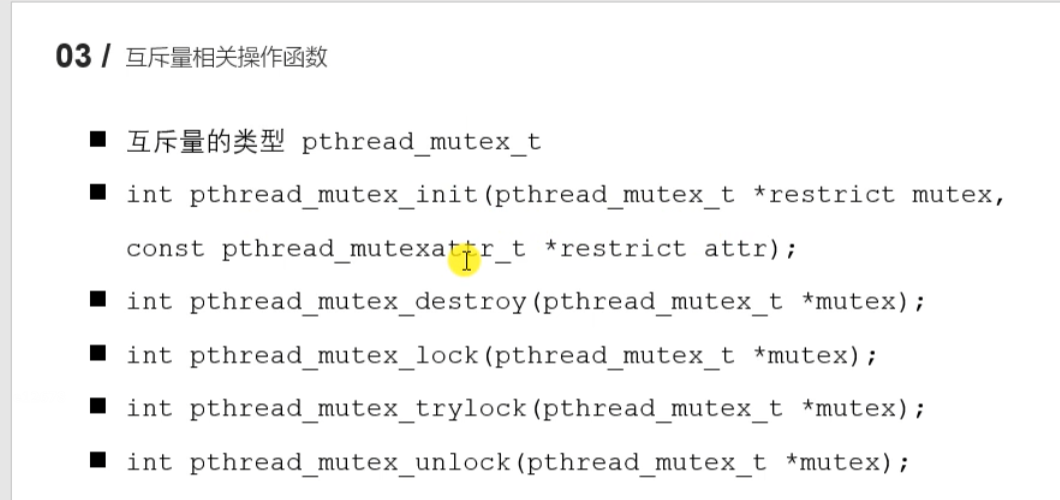 03 / 互斥量相关操作函数
■ 互斥量的类型 pthread_mutex_t
■ int pthread_mutex_init(pthread_mutex_t *restrict mutex,
const pthread_mutexattr_t *restrict attr);
■ int pthread_mutex_destroy(pthread_mutex_t *mutex);
■ int pthread_mutex_lock(pthread_mutex_t *mutex);
■ int pthread_mutex_trylock(pthread_mutex_t *mutex);
■ int pthread_mutex_unlock(pthread_mutex_t *mutex);